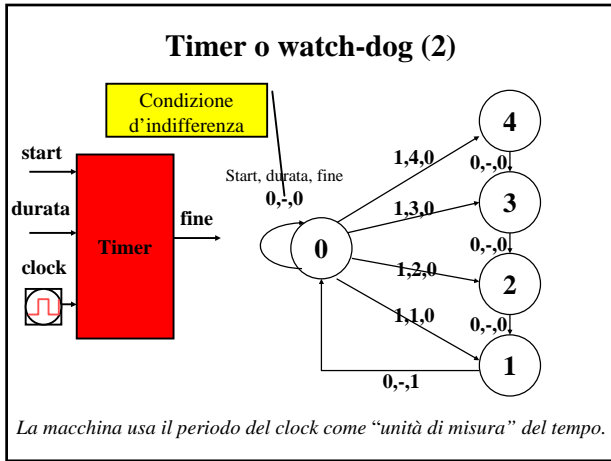 Timer o watch-dog (2)
Condizione
d'indifferenza
start
durata
clock
Timer
fine
Start, durata, fine
0,-,0
0
1,4,0
1,3,0
1,2,0
1,1,0
0,-,1
4
0,-,0
3
0,-,0
2
0,-,0
1
La macchina usa il periodo del clock come “unità di misura” del tempo.